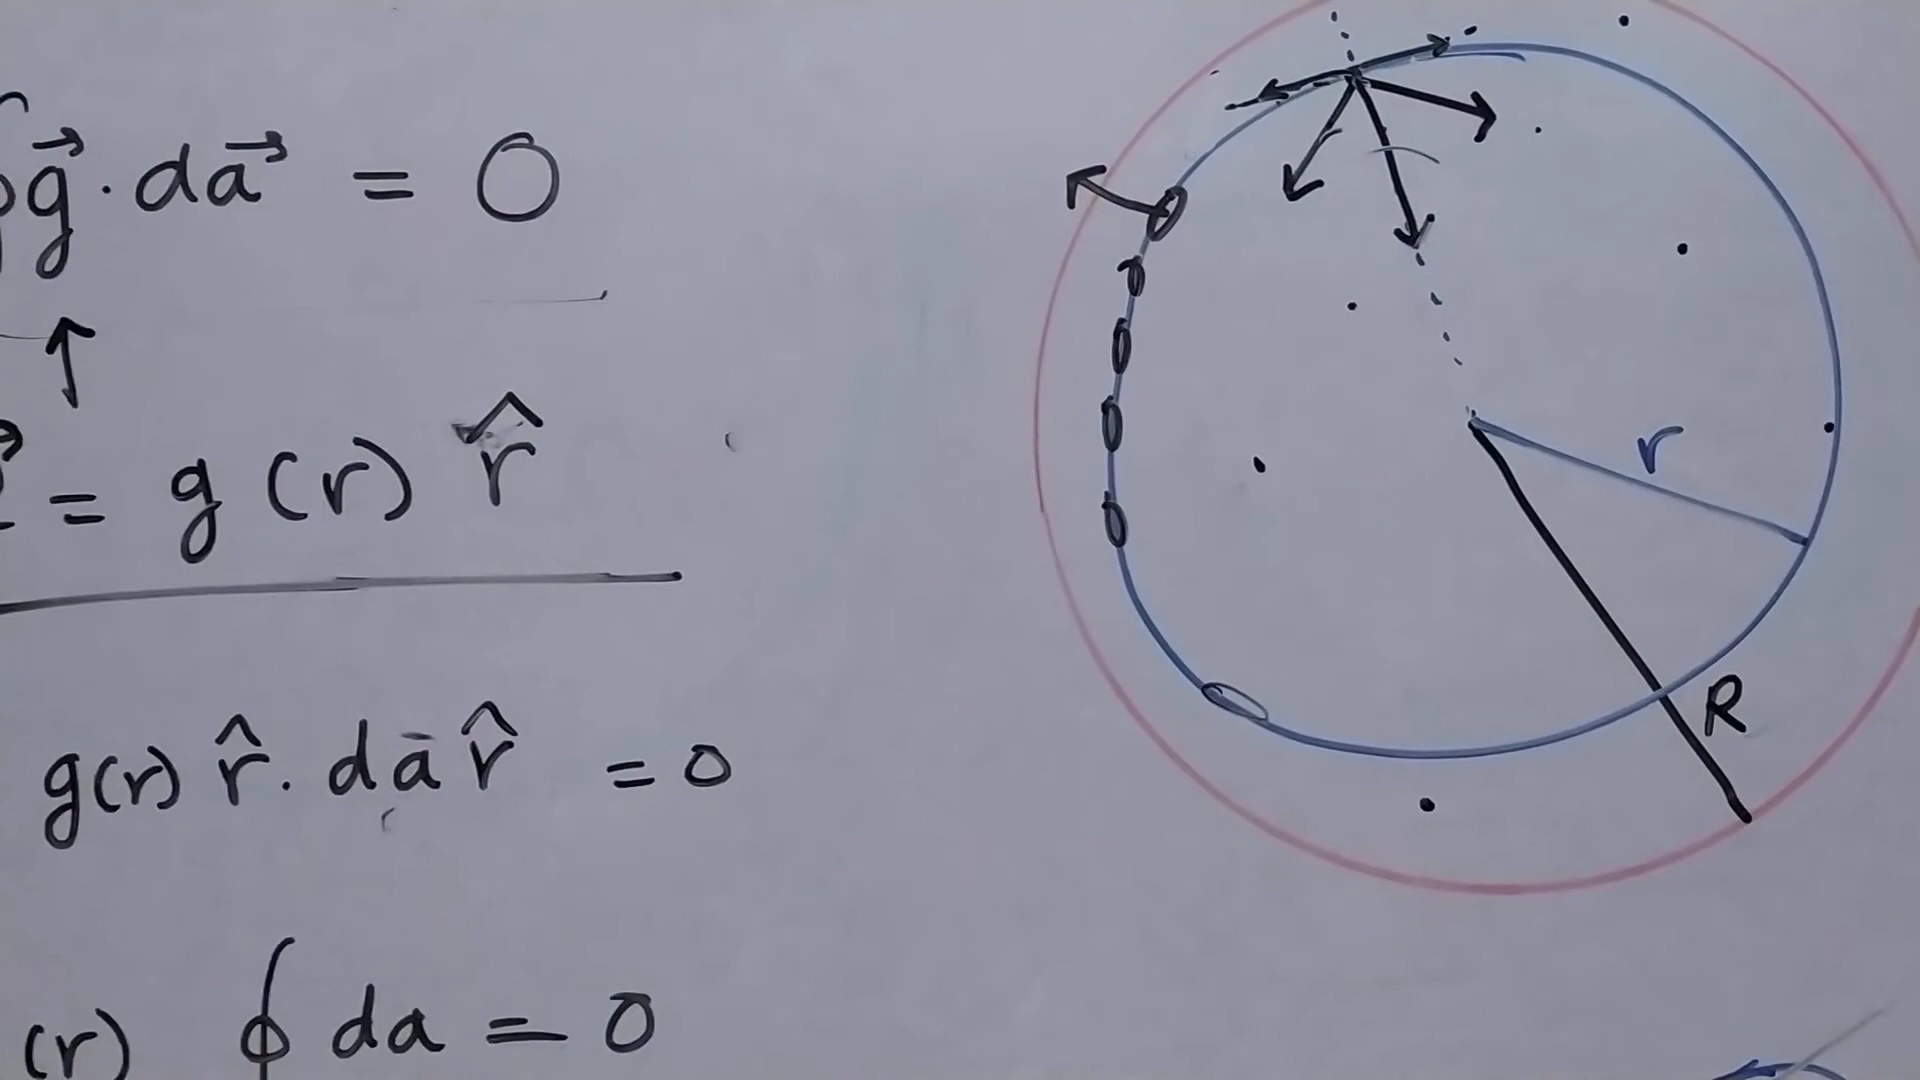 ∮ g⃗ · da⃗ = 0
= g (r) r̂
g(r) r̂ · da r̂ = 0
(r) ∮ da = 0
r
R